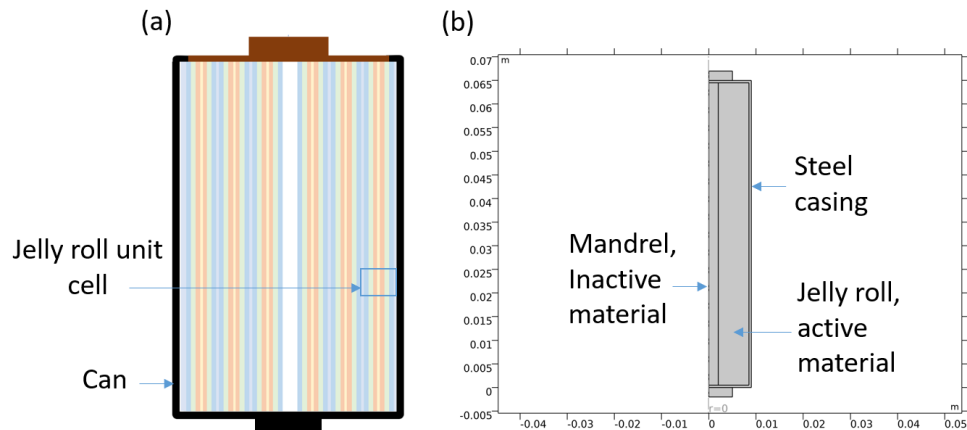 (a)
Jelly roll unit
cell
Can
(b)
m
0.07
0.065
0.06
0.055
0.05
0.045
0.04
0.035
0.03
0.025
0.02
0.015
0.01
0.005
0
-0.005
Steel
casing
Mandrel,
Inactive
material
Jelly roll,
active
material
r=0
m
-0.04 -0.03 -0.02 -0.01 0 0.01 0.02 0.03 0.04 0.05